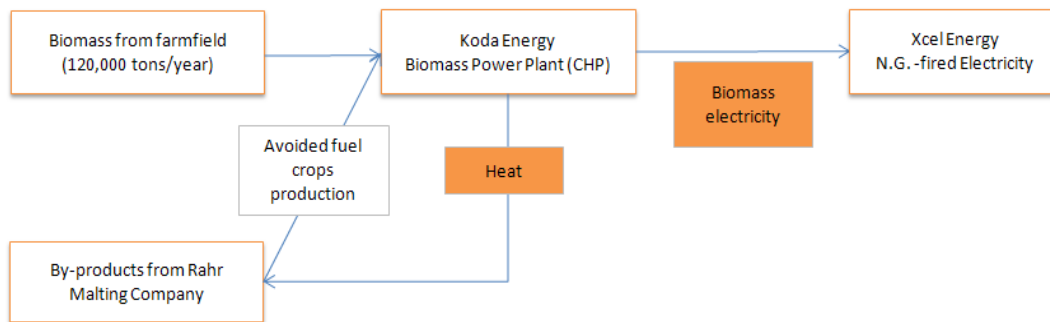 Biomass from farmfield
(120,000 tons/year)
Koda Energy
Biomass Power Plant (CHP)
Xcel Energy
N.G. -fired Electricity
Biomass
electricity
Avoided fuel
crops
production
Heat
By-products from Rahr
Malting Company